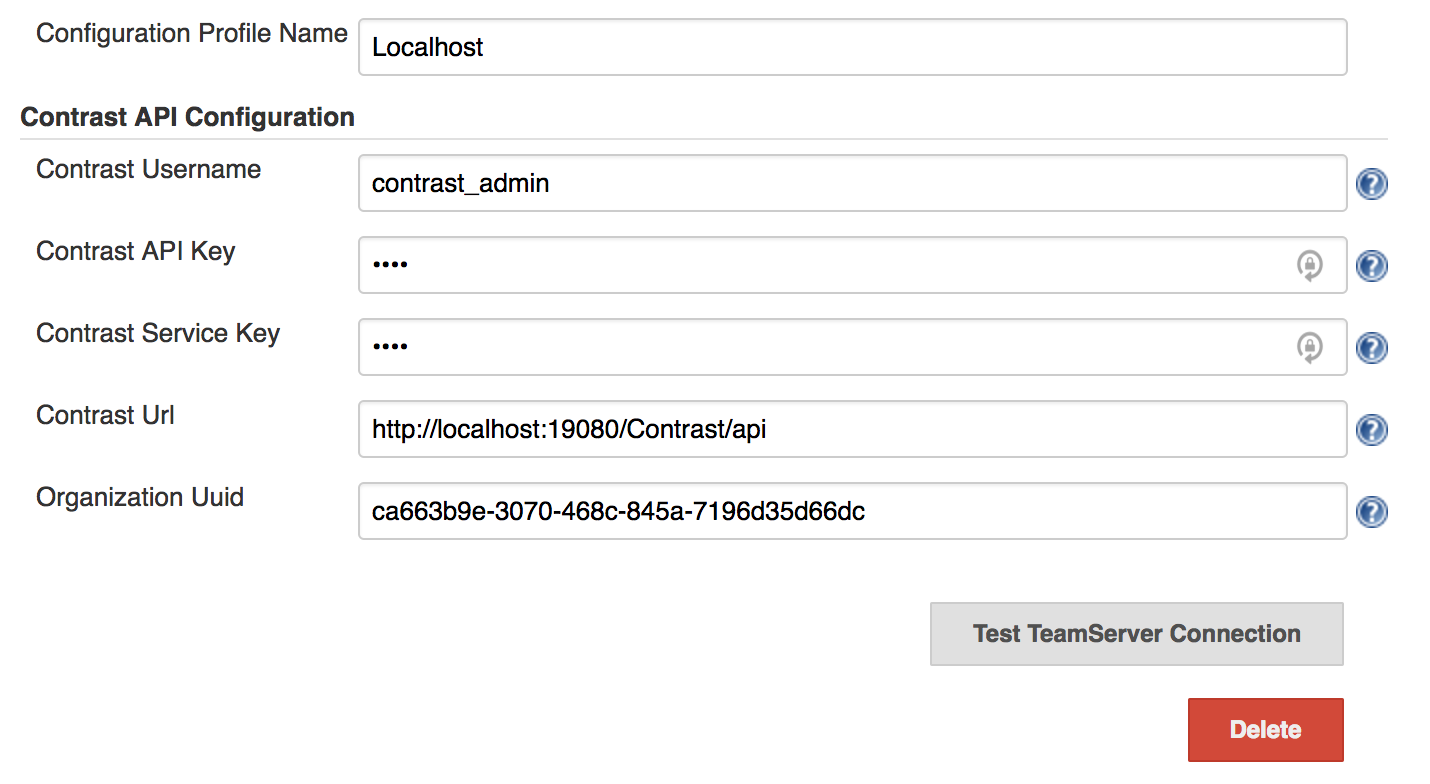 Configuration Profile Name
Localhost
Contrast API Configuration
Contrast Username
contrast_admin
Contrast API Key
••••
Contrast Service Key
••••
Contrast Url
http://localhost:19080/Contrast/api
Organization Uuid
ca663b9e-3070-468c-845a-7196d35d66dc
Test TeamServer Connection
Delete